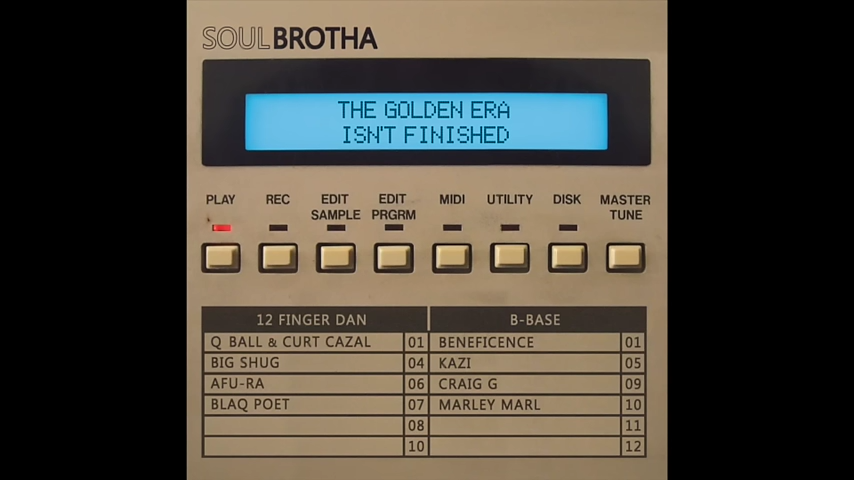 SOULBROTHA
THE GOLDEN ERA
ISN'T FINISHED
PLAY REC EDIT SAMPLE EDIT PRGRM MIDI UTILITY DISK MASTER TUNE
12 FINGER DAN B-BASE
Q BALL & CURT CAZAL 01 BENEFICENCE 01
BIG SHUG 04 KAZI 05
AFU-RA 06 CRAIG G 09
BLAQ POET 07 MARLEY MARL 10
08 11
10 12